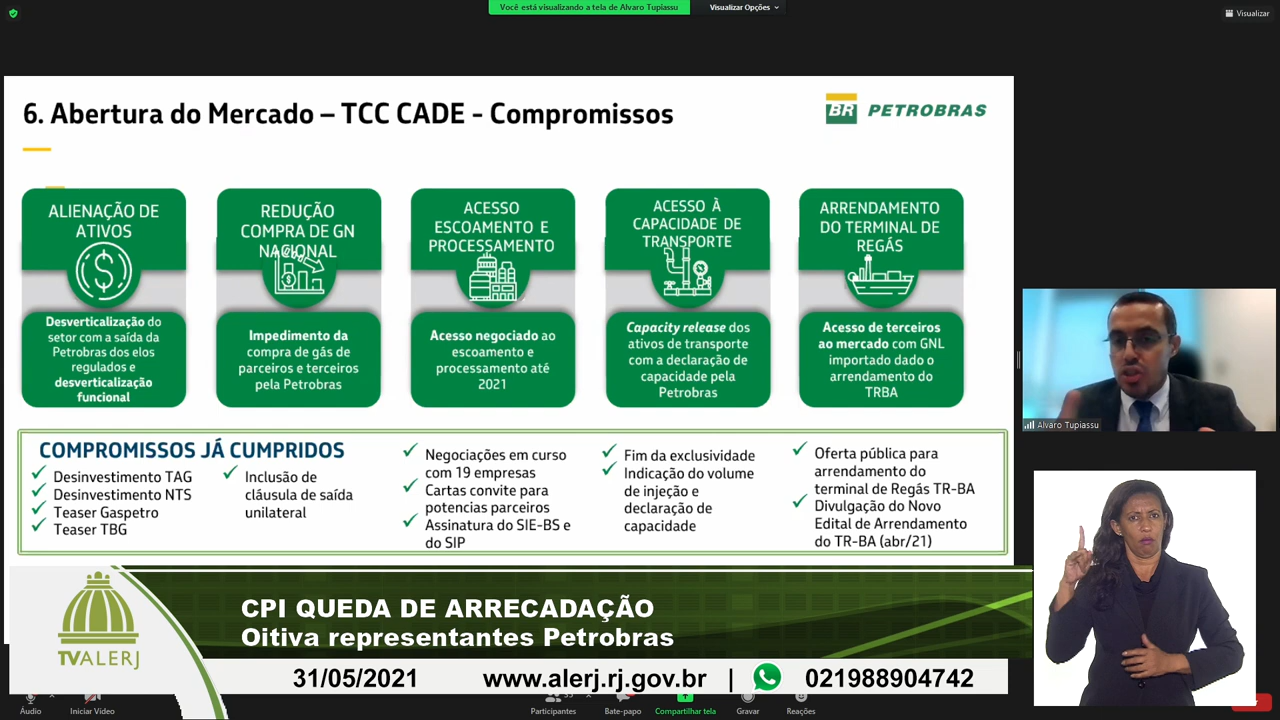 Você está visualizando a tela de Alvaro Tupiassu
Visualizar Opções
Visualizar
6. Abertura do Mercado – TCC CADE - Compromissos
BR PETROBRAS
ALIENAÇÃO DE
ATIVOS
Desverticalização do
setor com a saída da
Petrobras dos elos
regulados e
desverticalização
funcional
REDUÇÃO
COMPRA DE GN
NACIONAL
Impedimento da
compra de gás de
parceiros e terceiros
pela Petrobras
ACESSO
ESCOAMENTO E
PROCESSAMENTO
Acesso negociado ao
escoamento e
processamento até
2021
ACESSO À
CAPACIDADE DE
TRANSPORTE
Capacity release dos
ativos de transporte
com a declaração de
capacidade pela
Petrobras
ARRENDAMENTO
DO TERMINAL DE
REGÁS
Acesso de terceiros
ao mercado com GNL
importado dado o
arrendamento do
TRBA
COMPROMISSOS JÁ CUMPRIDOS
Desinvestimento TAG
Desinvestimento NTS
Teaser Gaspetro
Teaser TBG
Inclusão de
cláusula de saída
unilateral
Negociações em curso
com 19 empresas
Cartas convite para
potencias parceiros
Assinatura do SIE-BS e
do SIP
Fim da exclusividade
Indicação do volume
de injeção e
declaração de
capacidade
Oferta pública para
arrendamento do
terminal de Regás TR-BA
Divulgação do Novo
Edital de Arrendamento
do TR-BA (abr/21)
Alvaro Tupiassu
TVALERJ
CPI QUEDA DE ARRECADAÇÃO
Oitiva representantes Petrobras
31/05/2021
www.alerj.rj.gov.br | 021988904742
Áudio
Iniciar Vídeo
Participantes
Bate-papo
Compartilhar tela
Gravar
Reações